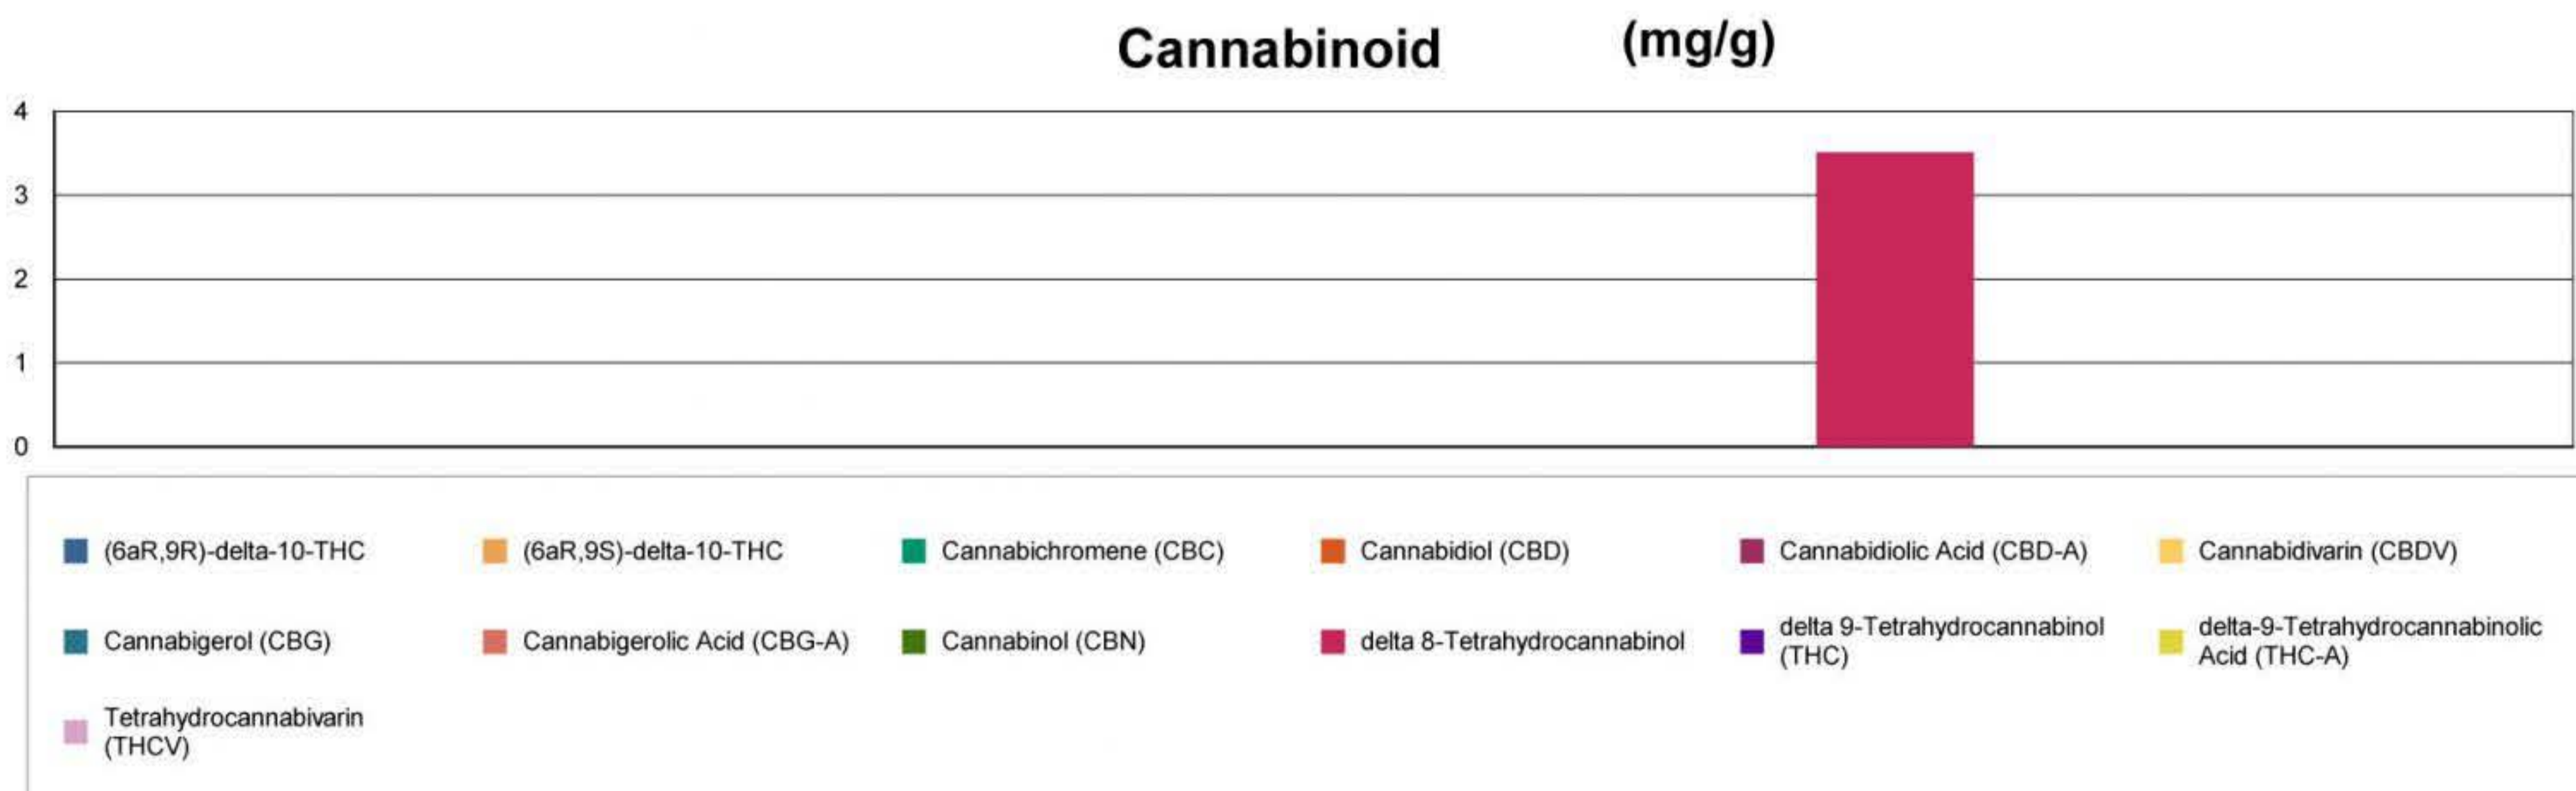 Cannabinoid (mg/g)
4
3
2
1
0
(6aR,9R)-delta-10-THC
(6aR,9S)-delta-10-THC
Cannabichromene (CBC)
Cannabidiol (CBD)
Cannabidiolic Acid (CBD-A)
Cannabidivarin (CBDV)
Cannabigerol (CBG)
Cannabigerolic Acid (CBG-A)
Cannabinol (CBN)
delta 8-Tetrahydrocannabinol
delta 9-Tetrahydrocannabinol
(THC)
delta-9-Tetrahydrocannabinolic
Acid (THC-A)
Tetrahydrocannabivarin
(THCV)